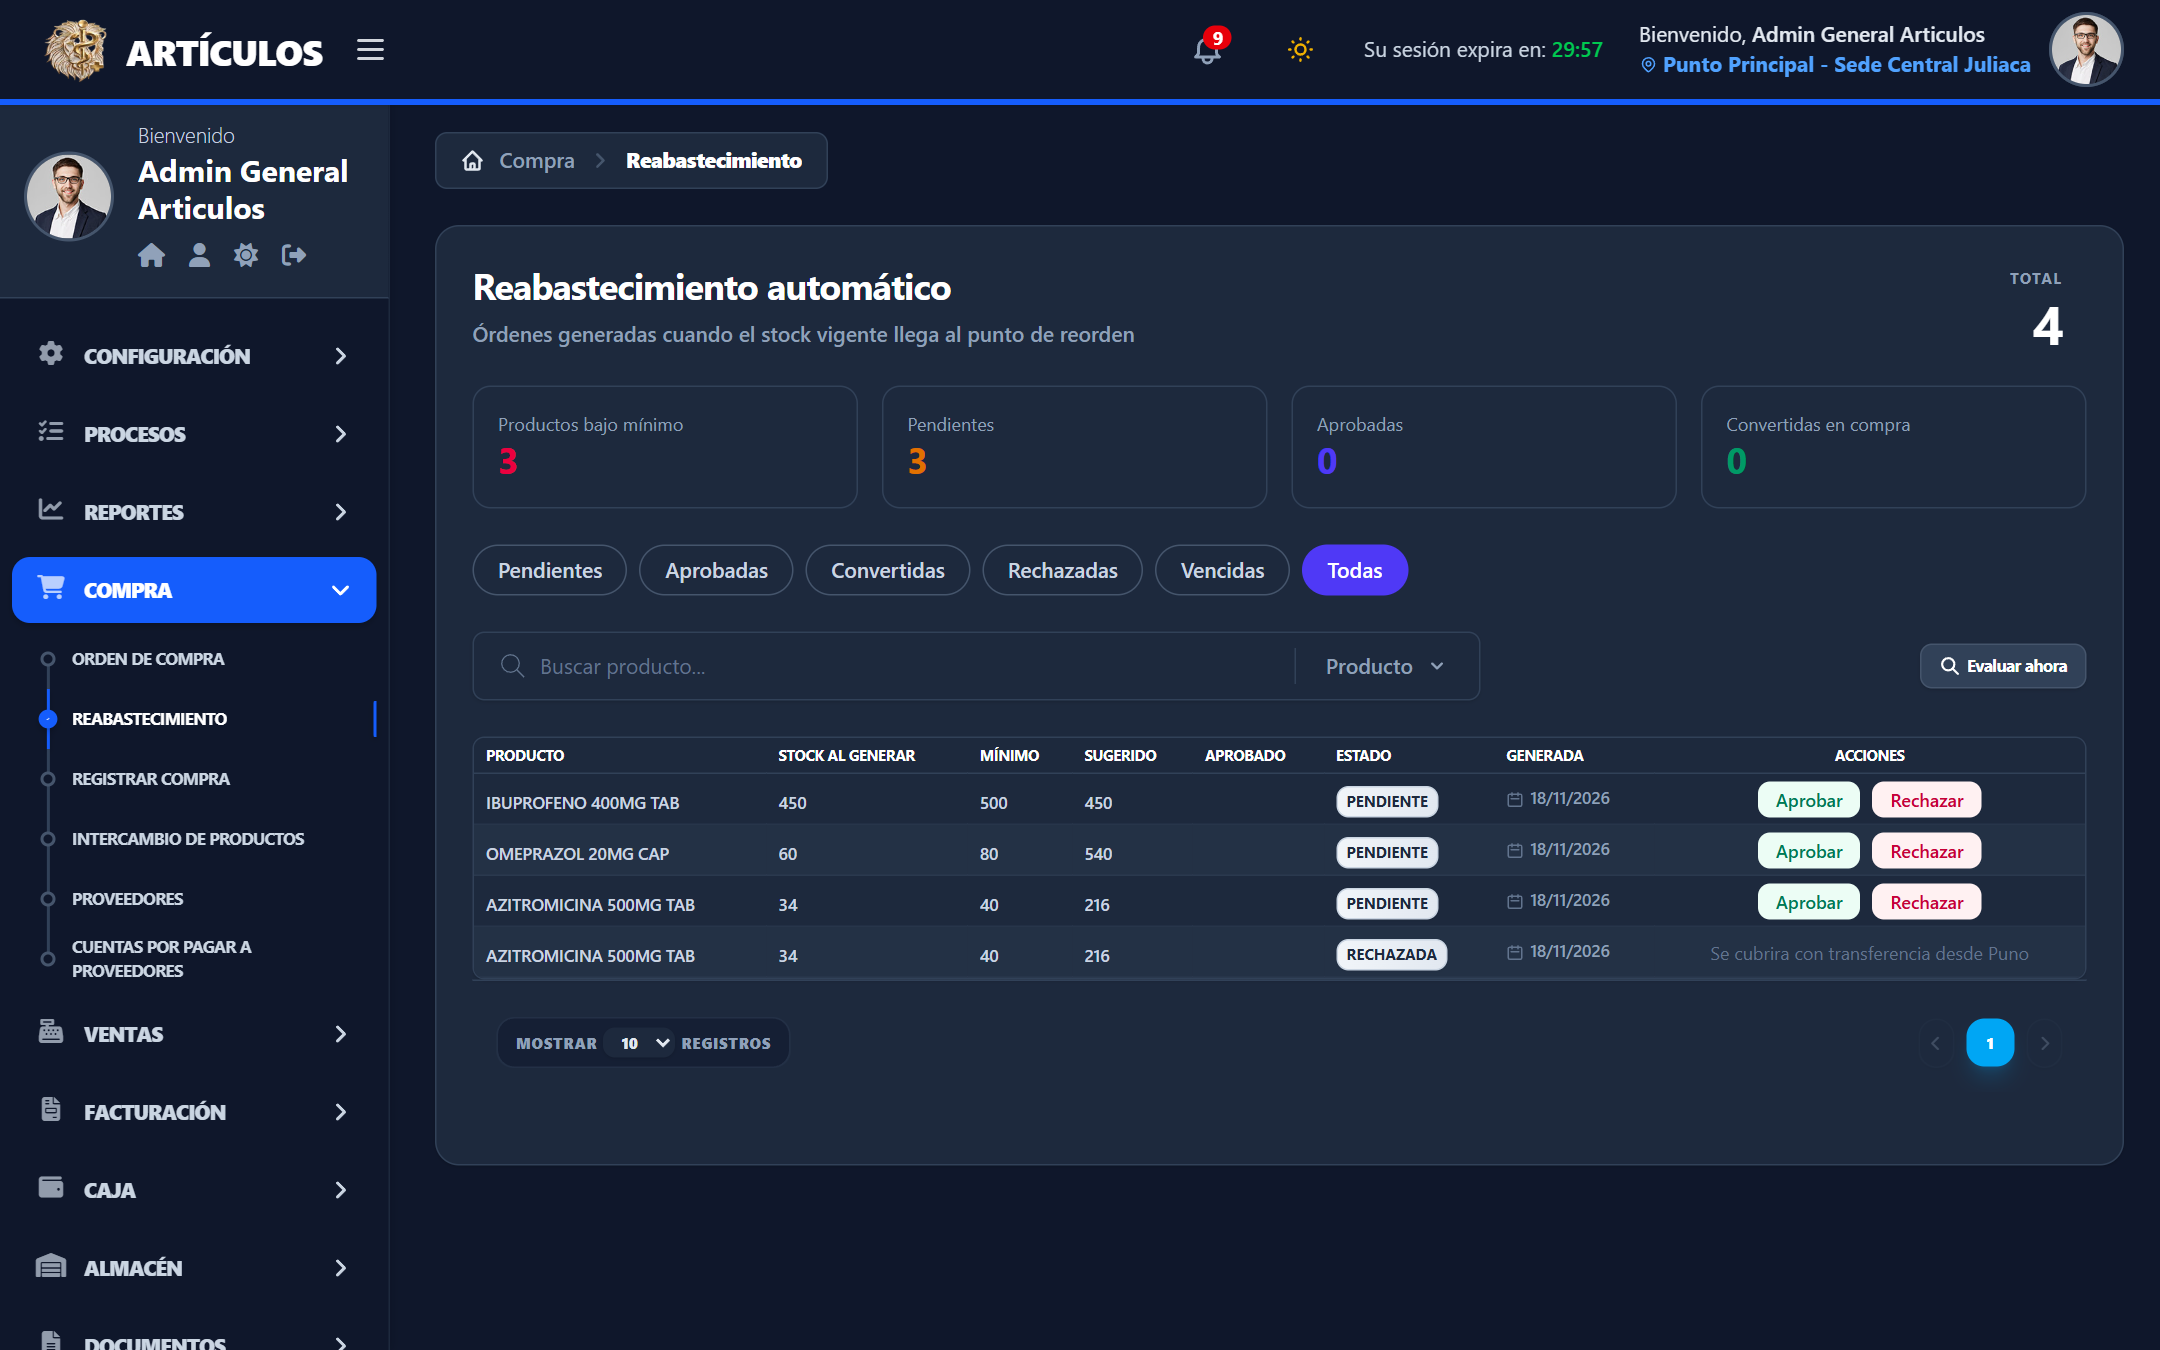 ARTÍCULOS
9
Su sesión expira en: 29:57
Bienvenido, Admin General Articulos
Punto Principal - Sede Central Juliaca
Bienvenido
Admin General
Articulos
CONFIGURACIÓN
PROCESOS
REPORTES
COMPRA
ORDEN DE COMPRA
REABASTECIMIENTO
REGISTRAR COMPRA
INTERCAMBIO DE PRODUCTOS
PROVEEDORES
CUENTAS POR PAGAR A
PROVEEDORES
VENTAS
FACTURACIÓN
CAJA
ALMACÉN
DOCUMENTOS
Compra
Reabastecimiento
Reabastecimiento automático
Órdenes generadas cuando el stock vigente llega al punto de reorden
TOTAL
4
Productos bajo mínimo
3
Pendientes
3
Aprobadas
0
Convertidas en compra
0
Pendientes Aprobadas Convertidas Rechazadas Vencidas Todas
Buscar producto... Producto
Evaluar ahora
PRODUCTO STOCK AL GENERAR MÍNIMO SUGERIDO APROBADO ESTADO GENERADA ACCIONES
IBUPROFENO 400MG TAB 450 500 450 PENDIENTE 18/11/2026 Aprobar Rechazar
OMEPRAZOL 20MG CAP 60 80 540 PENDIENTE 18/11/2026 Aprobar Rechazar
AZITROMICINA 500MG TAB 34 40 216 PENDIENTE 18/11/2026 Aprobar Rechazar
AZITROMICINA 500MG TAB 34 40 216 RECHAZADA 18/11/2026 Se cubrira con transferencia desde Puno
MOSTRAR 10 REGISTROS
1